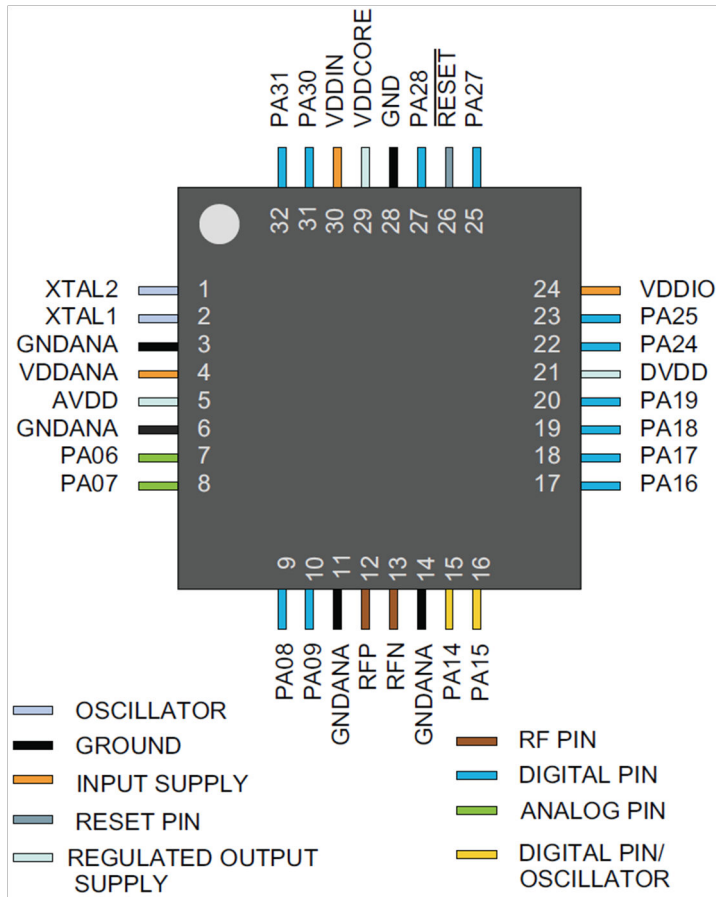 PA31
PA30
VDDIN
VDDCORE
GND
PA28
RESET
PA27
32
31
30
29
28
27
26
25
XTAL2 1
XTAL1 2
GNDANA 3
VDDANA 4
AVDD 5
GNDANA 6
PA06 7
PA07 8
24 VDDIO
23 PA25
22 PA24
21 DVDD
20 PA19
19 PA18
18 PA17
17 PA16
9
10
11
12
13
14
15
16
PA08
PA09
GNDANA
RFP
RFN
GNDANA
PA14
PA15
OSCILLATOR
GROUND
INPUT SUPPLY
RESET PIN
REGULATED OUTPUT
SUPPLY
RF PIN
DIGITAL PIN
ANALOG PIN
DIGITAL PIN/
OSCILLATOR